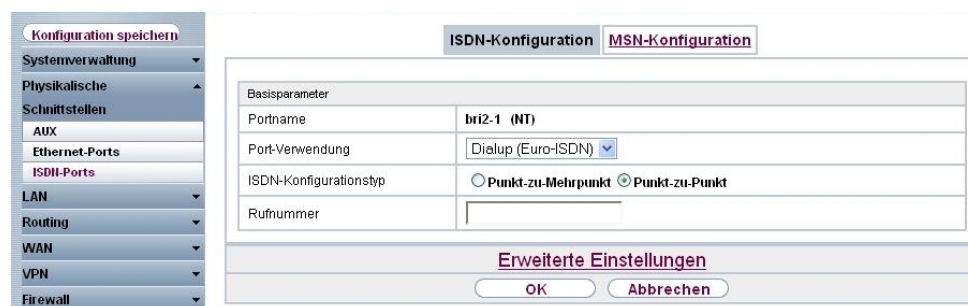 Konfiguration speichern
Systemverwaltung
Physikalische
Schnittstellen
AUX
Ethernet-Ports
ISDN-Ports
LAN
Routing
WAN
VPN
Firewall
ISDN-Konfiguration MSN-Konfiguration
Basisparameter
Portname bri2-1 (NT)
Port-Verwendung Dialup (Euro-ISDN)
ISDN-Konfigurationstyp Punkt-zu-Mehrpunkt Punkt-zu-Punkt
Rufnummer
Erweiterte Einstellungen
OK Abbrechen